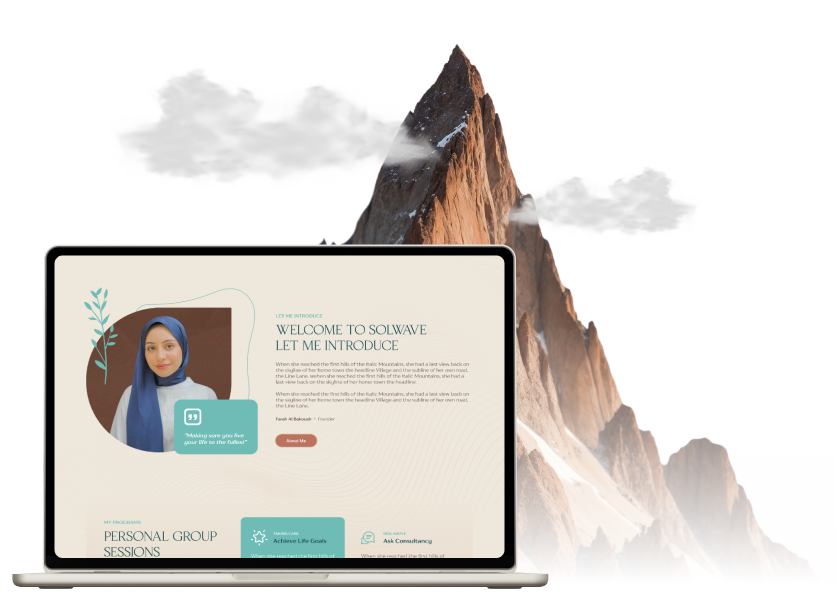 LET ME INTRODUCE
WELCOME TO SOLWAVE
LET ME INTRODUCE
When she reached the first hills of the Italic Mountains, she had a last view back on
the skyline of her home town the headline Village and the subline of her own road,
the Line Lane. wehen she reached the first hills of the Italic Mountains, she had a
last view back on the skyline of her home town the headline.
When she reached the first hills of the Italic Mountains, she had a last view back on
the skyline of her home town the headline Village and the subline of her own road,
the Line Lane.
Farah Al Bakoush • Founder
About Me
"Making sure you live
your life to the fullest"
MY PROGRAMS
PERSONAL GROUP
SESSIONS
Achieve Life Goals
When she reached the first hills of
Ask Consultancy
When she reached the first hills of